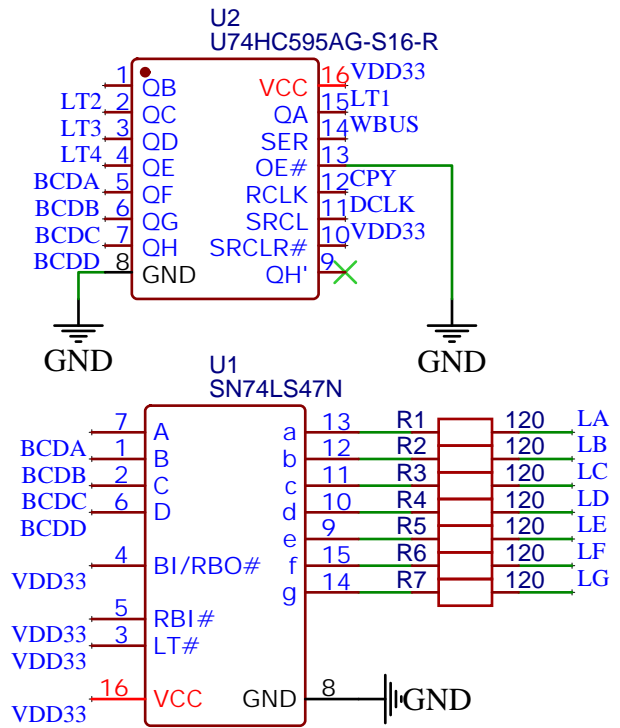 U2
U74HC595AG-S16-R
1 QB VCC 16 VDD33
LT2 2 QC QA 15 LT1
LT3 3 QD SER 14 WBUS
LT4 4 QE OE# 13
BCDA 5 QF RCLK 12 CPY
BCDB 6 QG SRCL 11 DCLK
BCDC 7 QH SRCLR# 10 VDD33
BCDD 8 GND QH' 9
GND GND
U1
SN74LS47N
7 A a 13 R1 120 LA
BCDA 1 B b 12 R2 120 LB
BCDB 2 C c 11 R3 120 LC
BCDC 6 D d 10 R4 120 LD
BCDD e 9 R5 120 LE
VDD33 4 BI/RBO# f 15 R6 120 LF
g 14 R7 120 LG
VDD33 5 RBI#
VDD33 3 LT#
VDD33 16 VCC GND 8 GND